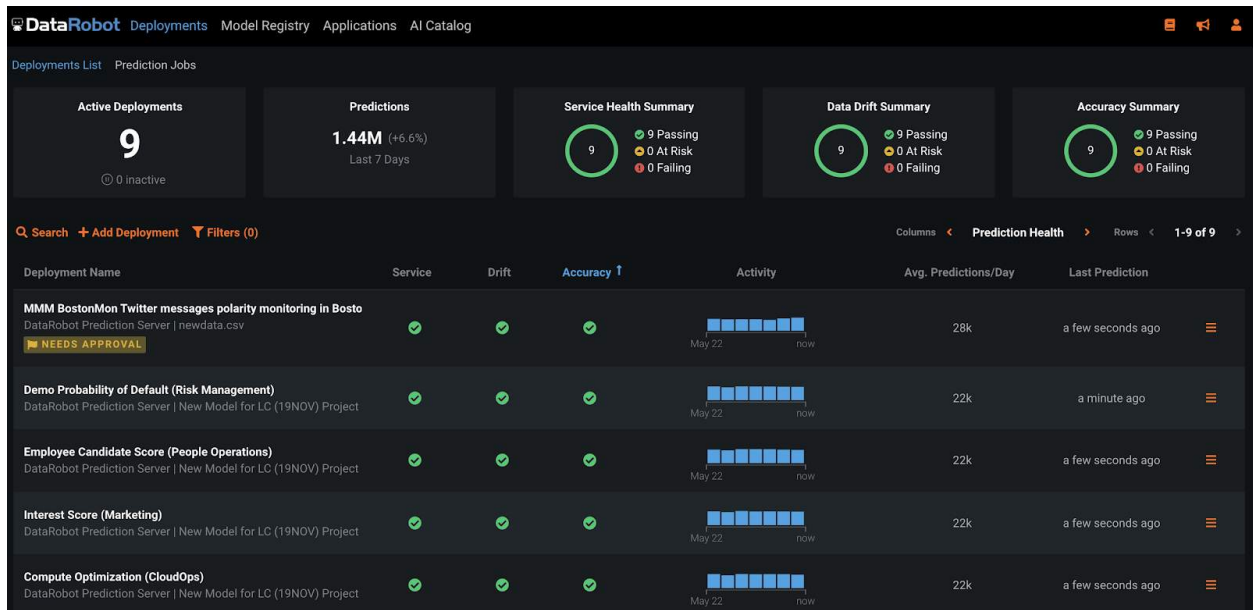 DataRobot Deployments Model Registry Applications AI Catalog
Deployments List Prediction Jobs
Active Deployments
9
0 inactive
Predictions
1.44M (+6.6%)
Last 7 Days
Service Health Summary
9
9 Passing
0 At Risk
0 Failing
Data Drift Summary
9
9 Passing
0 At Risk
0 Failing
Accuracy Summary
9
9 Passing
0 At Risk
0 Failing
Search Add Deployment Filters (0) Columns Prediction Health Rows 1-9 of 9
Deployment Name Service Drift Accuracy Activity Avg. Predictions/Day Last Prediction
MMM BostonMon Twitter messages polarity monitoring in Bosto
DataRobot Prediction Server | newdata.csv
NEEDS APPROVAL
May 22 now
28k a few seconds ago
Demo Probability of Default (Risk Management)
DataRobot Prediction Server | New Model for LC (19NOV) Project
May 22 now
22k a minute ago
Employee Candidate Score (People Operations)
DataRobot Prediction Server | New Model for LC (19NOV) Project
May 22 now
22k a few seconds ago
Interest Score (Marketing)
DataRobot Prediction Server | New Model for LC (19NOV) Project
May 22 now
22k a few seconds ago
Compute Optimization (CloudOps)
DataRobot Prediction Server | New Model for LC (19NOV) Project
May 22 now
22k a few seconds ago